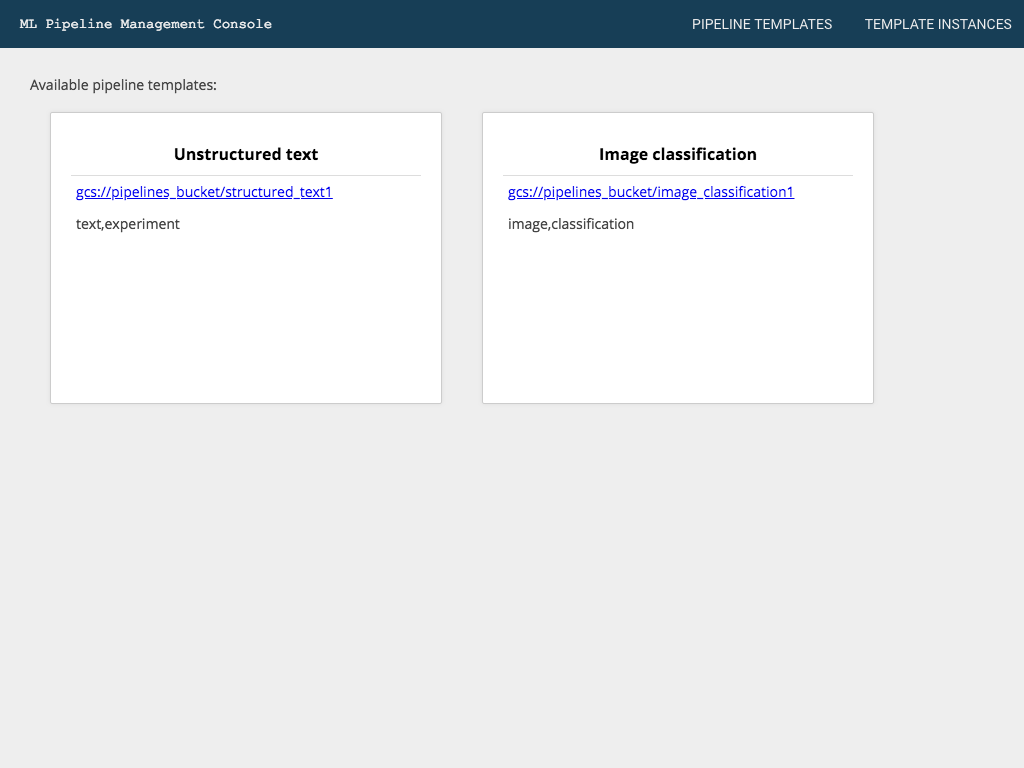 ML Pipeline Management Console
PIPELINE TEMPLATES
TEMPLATE INSTANCES
Available pipeline templates:
Unstructured text
gcs://pipelines_bucket/structured_text1
text,experiment
Image classification
gcs://pipelines_bucket/image_classification1
image,classification